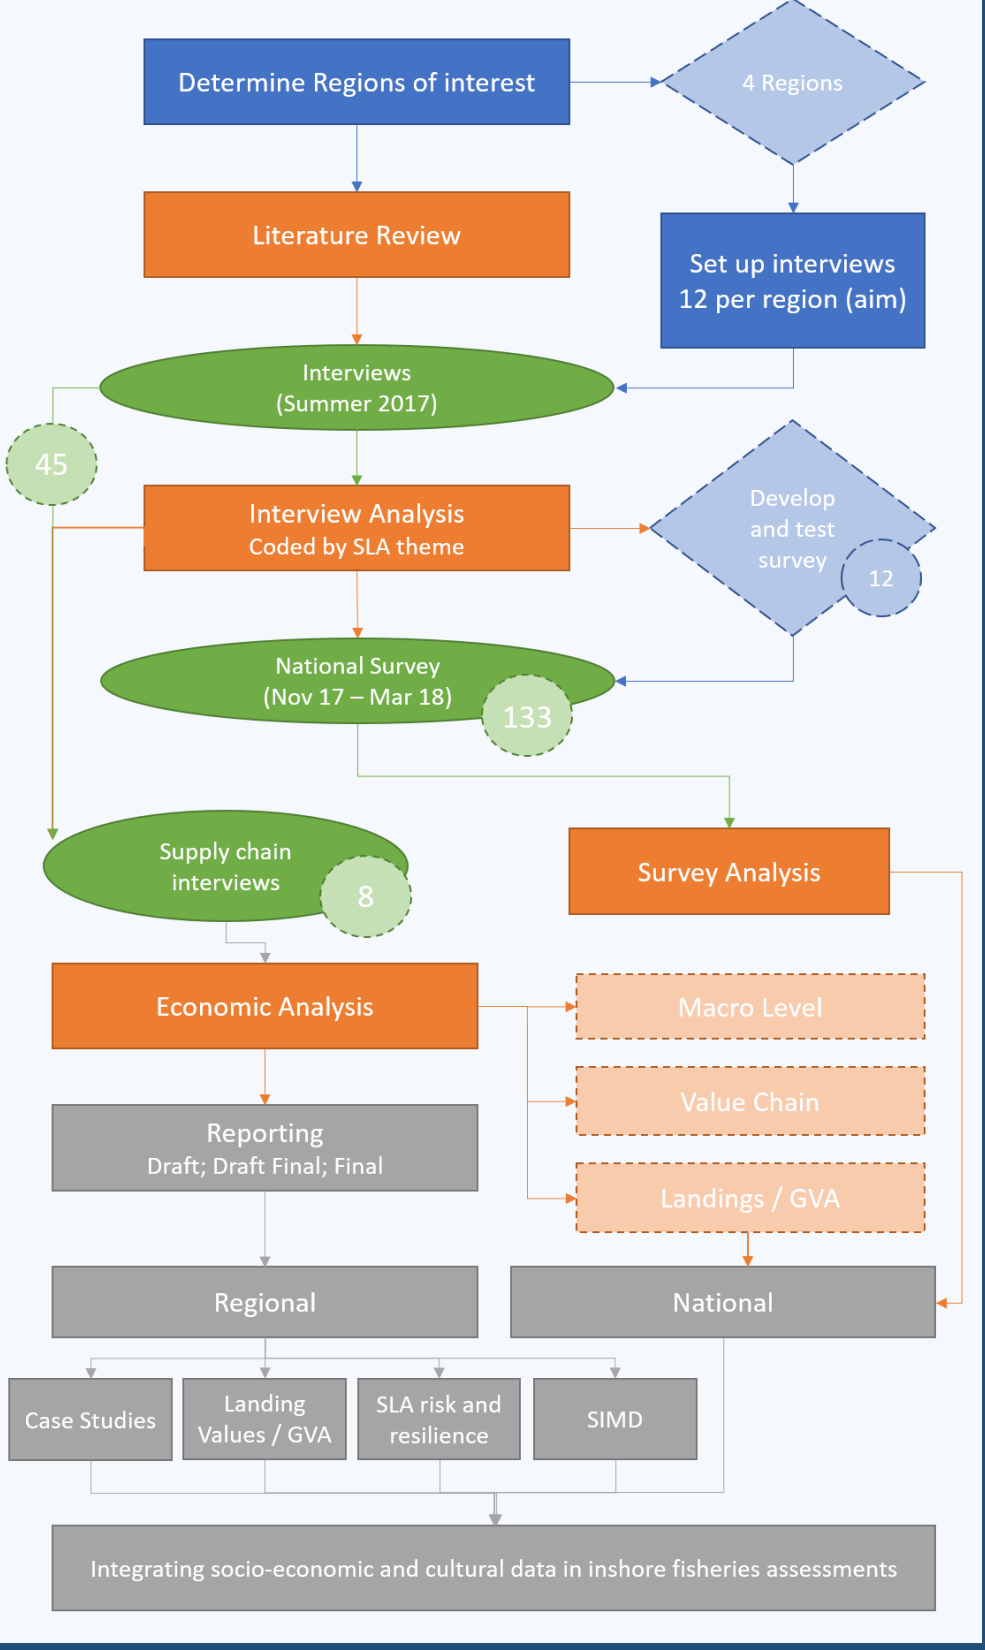 Determine Regions of interest
4 Regions
Literature Review
Set up interviews
12 per region (aim)
Interviews
(Summer 2017)
45
Interview Analysis
Coded by SLA theme
Develop
and test
survey
12
National Survey
(Nov 17 – Mar 18)
133
Supply chain
interviews
8
Survey Analysis
Economic Analysis
Macro Level
Value Chain
Reporting
Draft; Draft Final; Final
Landings / GVA
Regional
National
Case Studies
Landing
Values / GVA
SLA risk and
resilience
SIMD
Integrating socio-economic and cultural data in inshore fisheries assessments